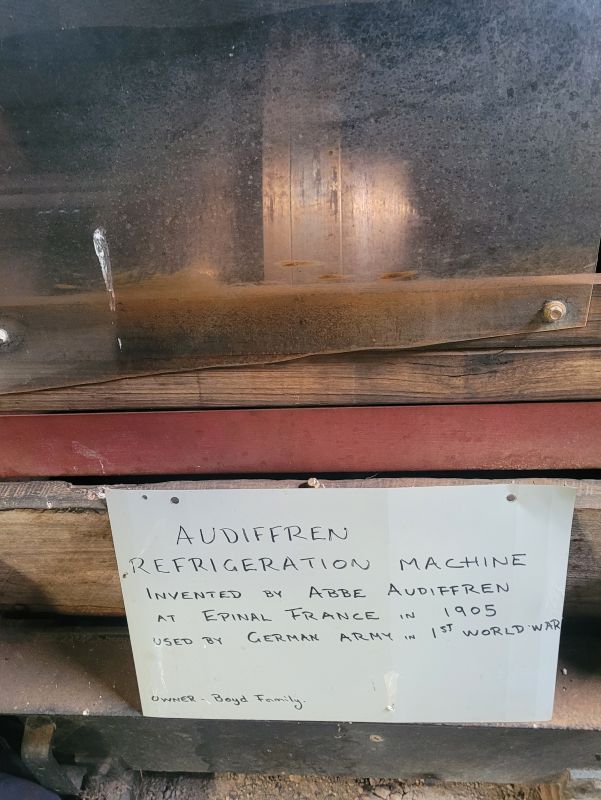 AUDIFFREN
REFRIGERATION MACHINE
INVENTED BY ABBE AUDIFFREN
AT EPINAL FRANCE IN 1905
USED BY GERMAN ARMY IN 1ST WORLD WAR
OWNER - Boyd Family.